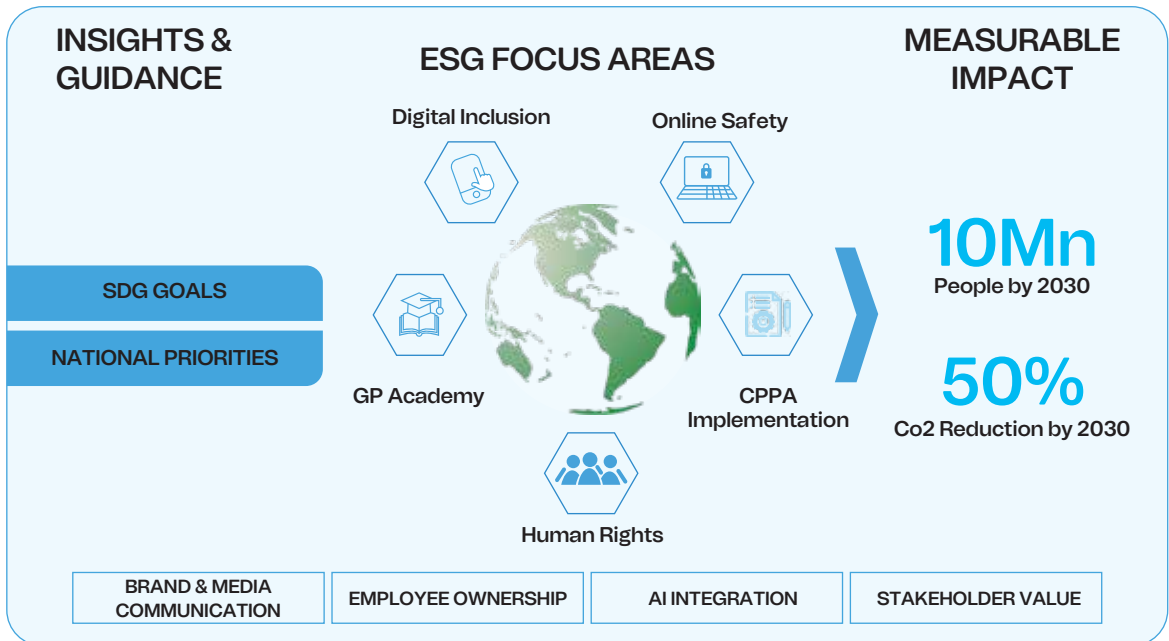 INSIGHTS &
GUIDANCE
ESG FOCUS AREAS
MEASURABLE
IMPACT
Digital Inclusion
Online Safety
SDG GOALS
NATIONAL PRIORITIES
GP Academy
CPPA
Implementation
Human Rights
10Mn
People by 2030
50%
Co2 Reduction by 2030
BRAND & MEDIA
COMMUNICATION
EMPLOYEE OWNERSHIP
AI INTEGRATION
STAKEHOLDER VALUE